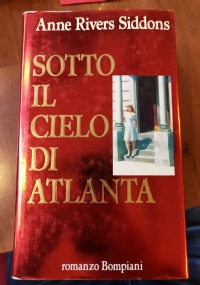 Anne Rivers Siddons
SOTTO
IL
CIELO
DI
ATLANTA
romanzo Bompiani